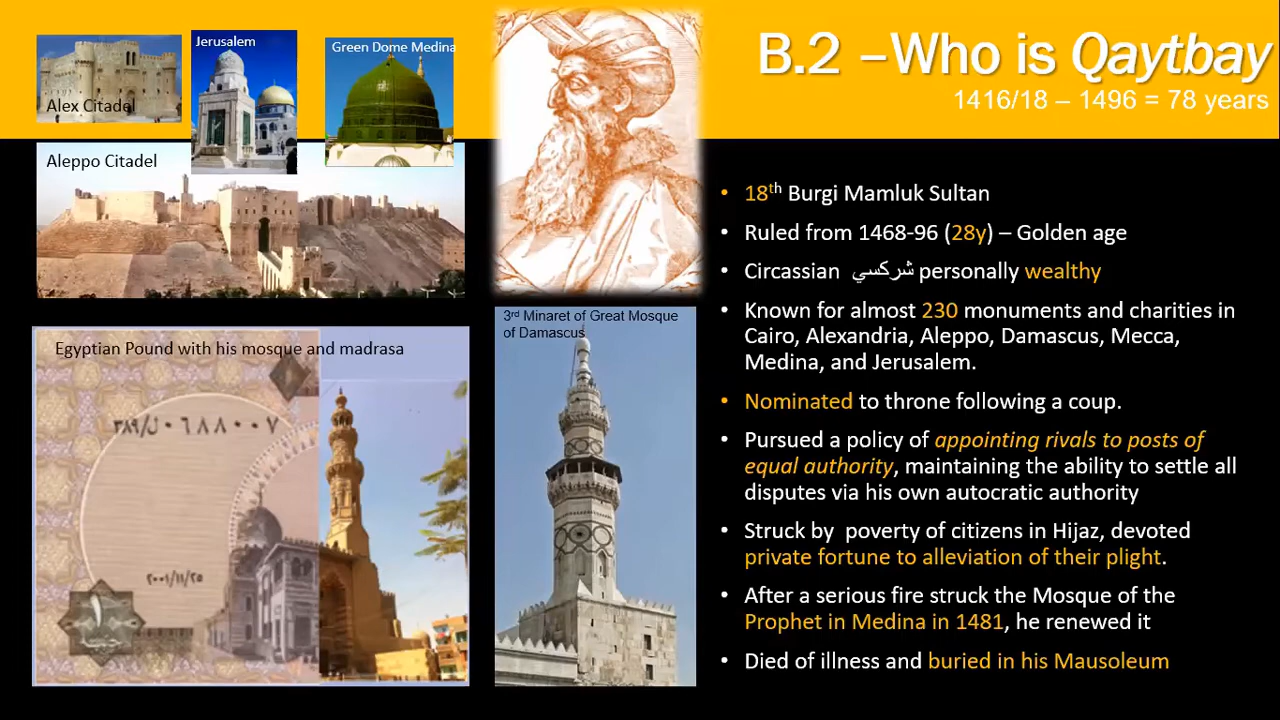 B.2 –Who is Qaytbay
1416/18 – 1496 = 78 years
Alex Citadel
Jerusalem
Green Dome Medina
Aleppo Citadel
Egyptian Pound with his mosque and madrasa
٠٦٨٨٠٠٧
٢٠٠١/١١/٢٥
١
3rd Minaret of Great Mosque
of Damascus
• 18th Burgi Mamluk Sultan
• Ruled from 1468-96 (28y) – Golden age
• Circassian شركسي personally wealthy
• Known for almost 230 monuments and charities in
Cairo, Alexandria, Aleppo, Damascus, Mecca,
Medina, and Jerusalem.
• Nominated to throne following a coup.
• Pursued a policy of appointing rivals to posts of
equal authority, maintaining the ability to settle all
disputes via his own autocratic authority
• Struck by poverty of citizens in Hijaz, devoted
private fortune to alleviation of their plight.
• After a serious fire struck the Mosque of the
Prophet in Medina in 1481, he renewed it
• Died of illness and buried in his Mausoleum